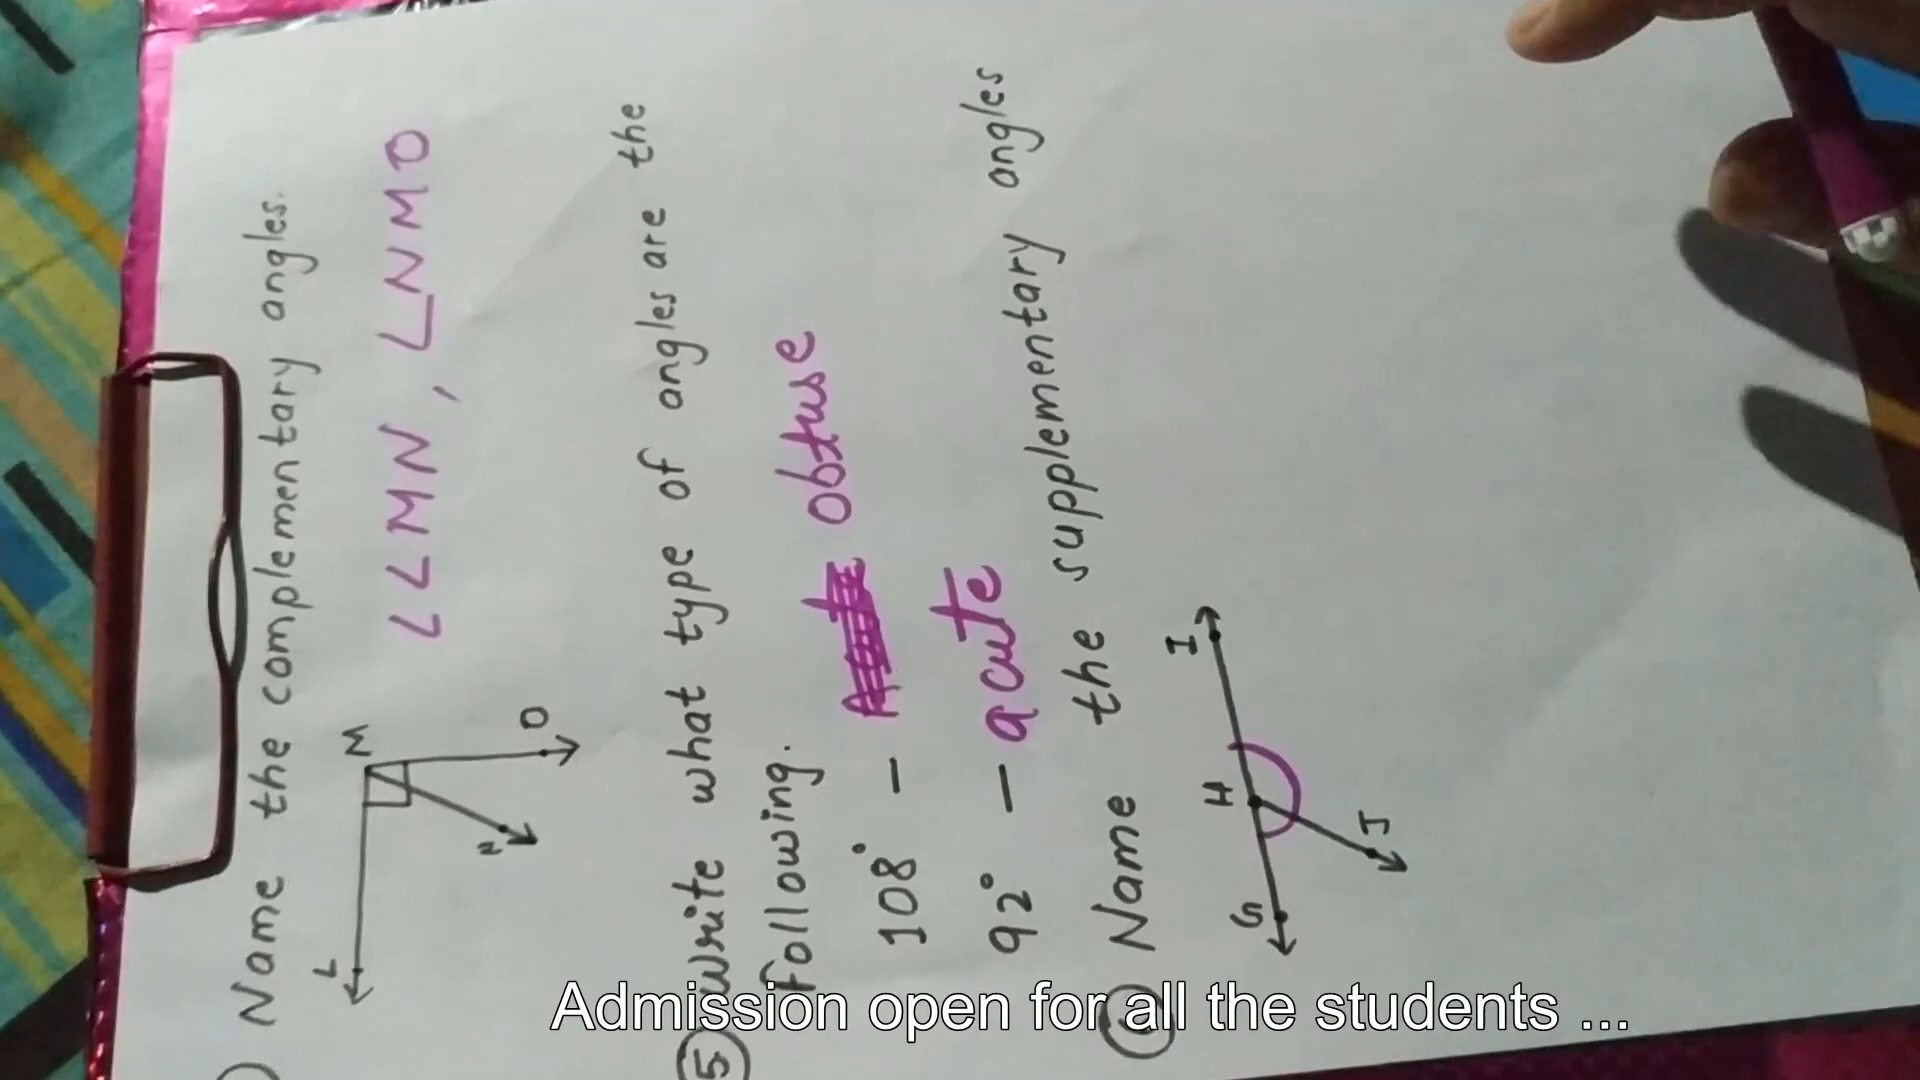 Name the complementary angles.
L
M
N
O
∠LMN, ∠NMO
5 Write what type of angles are the
following.
108° - obtuse
92° - acute
Name the supplementary angles
G
H
I
J
Admission open for all the students ...